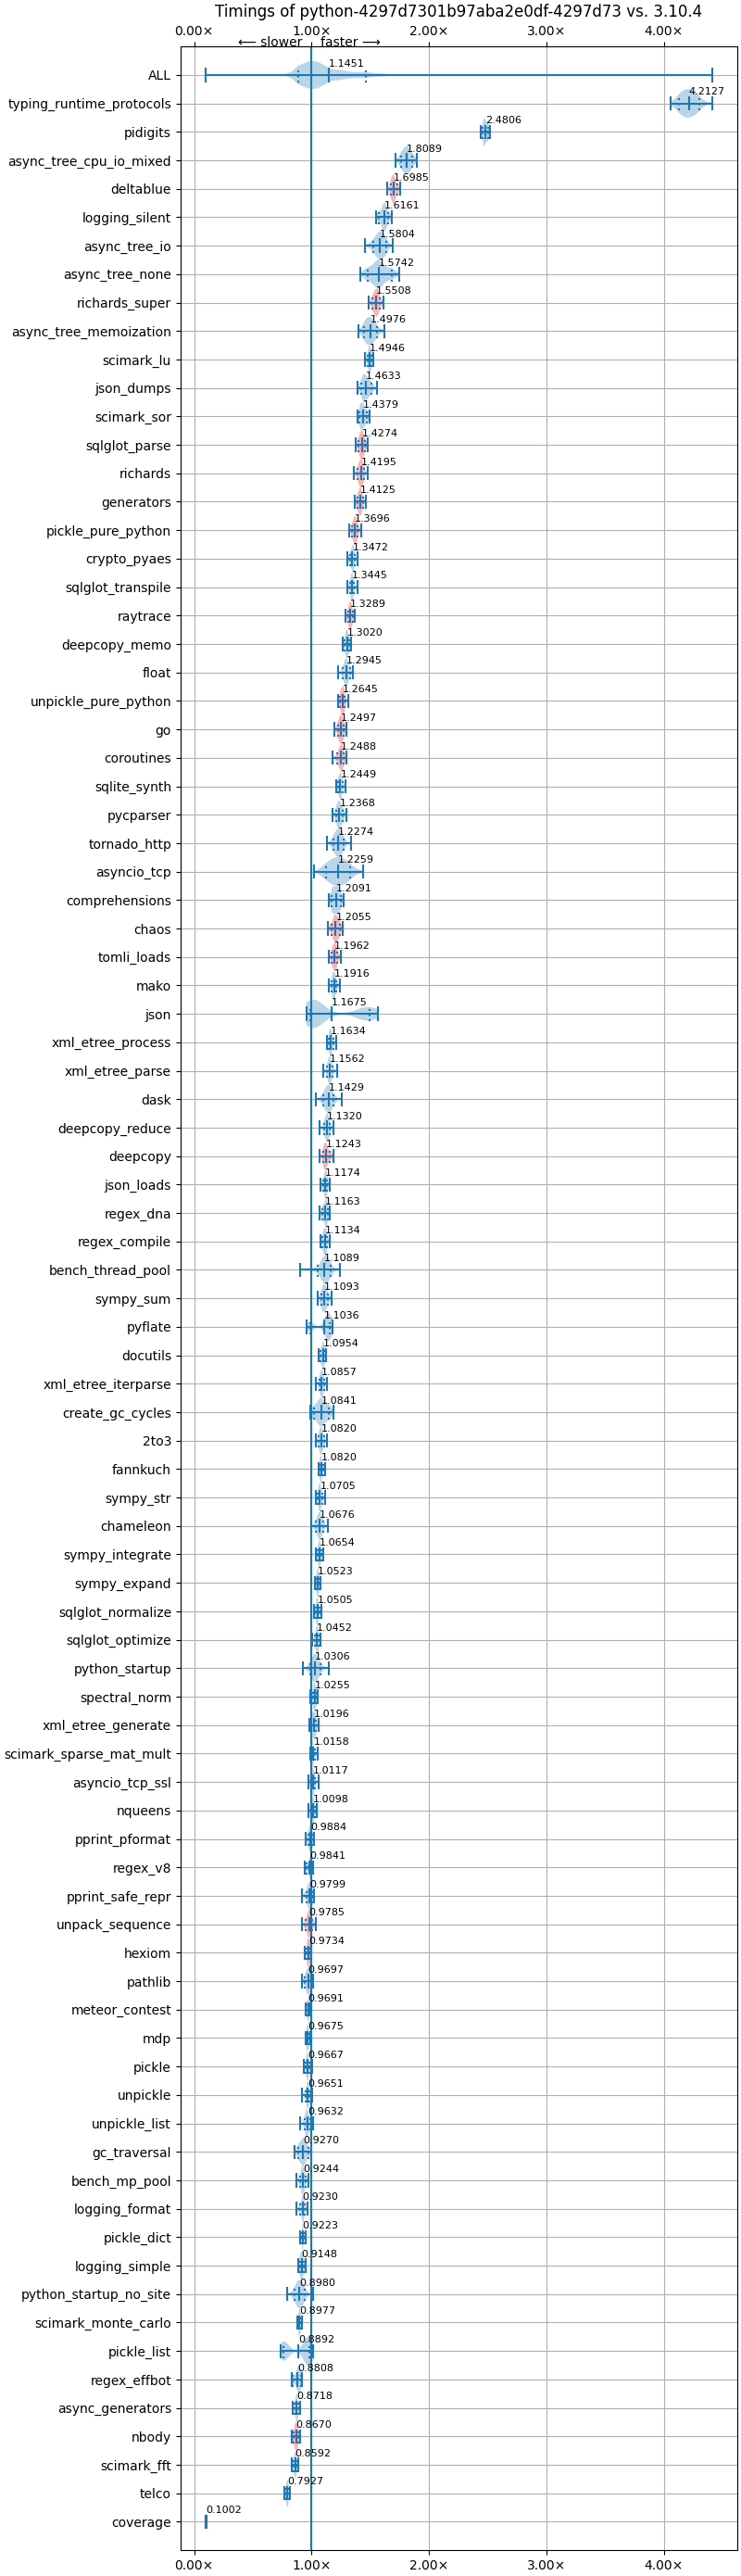 Timings of python-4297d7301b97aba2e0df-4297d73 vs. 3.10.4
0.00× 1.00× 2.00× 3.00× 4.00×
⟵ slower faster ⟶
ALL 1.1451
typing_runtime_protocols 4.2127
pidigits 2.4806
async_tree_cpu_io_mixed 1.8089
deltablue 1.6985
logging_silent 1.6161
async_tree_io 1.5804
async_tree_none 1.5742
richards_super 1.5508
async_tree_memoization 1.4976
scimark_lu 1.4946
json_dumps 1.4633
scimark_sor 1.4379
sqlglot_parse 1.4274
richards 1.4195
generators 1.4125
pickle_pure_python 1.3696
crypto_pyaes 1.3472
sqlglot_transpile 1.3445
raytrace 1.3289
deepcopy_memo 1.3020
float 1.2945
unpickle_pure_python 1.2645
go 1.2497
coroutines 1.2488
sqlite_synth 1.2449
pycparser 1.2368
tornado_http 1.2274
asyncio_tcp 1.2259
comprehensions 1.2091
chaos 1.2055
tomli_loads 1.1962
mako 1.1916
json 1.1675
xml_etree_process 1.1634
xml_etree_parse 1.1562
dask 1.1429
deepcopy_reduce 1.1320
deepcopy 1.1243
json_loads 1.1174
regex_dna 1.1163
regex_compile 1.1134
bench_thread_pool 1.1089
sympy_sum 1.1093
pyflate 1.1036
docutils 1.0954
xml_etree_iterparse 1.0857
create_gc_cycles 1.0841
2to3 1.0820
fannkuch 1.0820
sympy_str 1.0705
chameleon 1.0676
sympy_integrate 1.0654
sympy_expand 1.0523
sqlglot_normalize 1.0505
sqlglot_optimize 1.0452
python_startup 1.0306
spectral_norm 1.0255
xml_etree_generate 1.0196
scimark_sparse_mat_mult 1.0158
asyncio_tcp_ssl 1.0117
nqueens 1.0098
pprint_pformat 0.9884
regex_v8 0.9841
pprint_safe_repr 0.9799
unpack_sequence 0.9785
hexiom 0.9734
pathlib 0.9697
meteor_contest 0.9691
mdp 0.9675
pickle 0.9667
unpickle 0.9651
unpickle_list 0.9632
gc_traversal 0.9270
bench_mp_pool 0.9244
logging_format 0.9230
pickle_dict 0.9223
logging_simple 0.9148
python_startup_no_site 0.8980
scimark_monte_carlo 0.8977
pickle_list 0.8892
regex_effbot 0.8808
async_generators 0.8718
nbody 0.8670
scimark_fft 0.8592
telco 0.7927
coverage 0.1002
0.00× 1.00× 2.00× 3.00× 4.00×